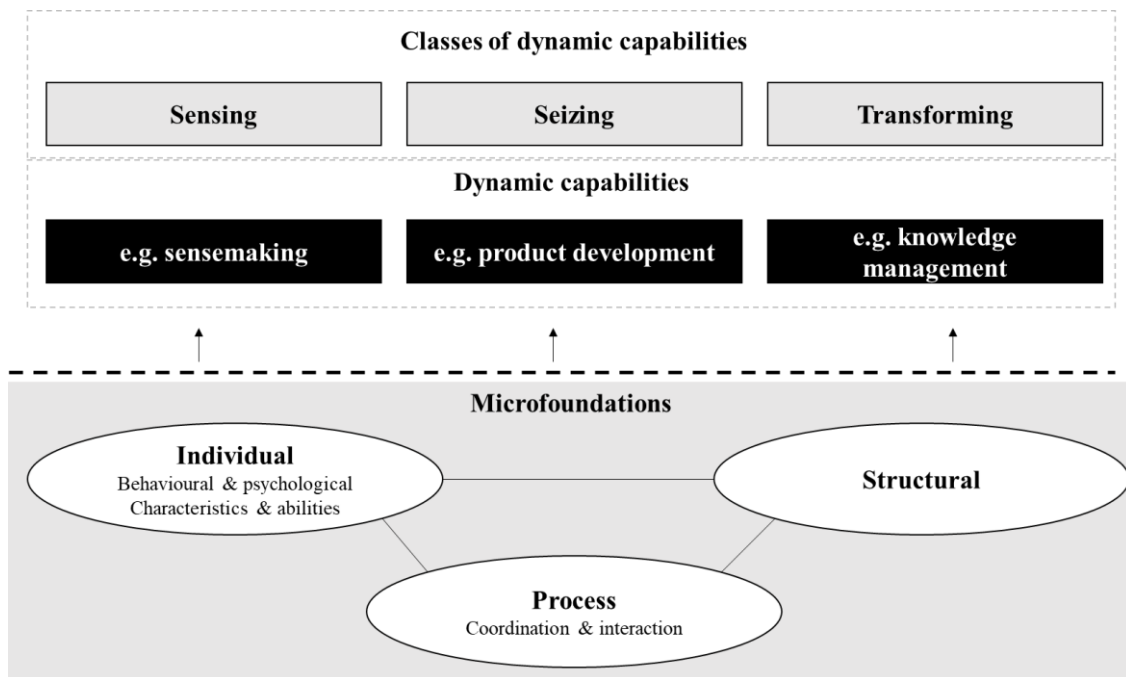 Classes of dynamic capabilities
Sensing
Seizing
Transforming
Dynamic capabilities
e.g. sensemaking
e.g. product development
e.g. knowledge
management
Microfoundations
Individual
Behavioural & psychological
Characteristics & abilities
Structural
Process
Coordination & interaction